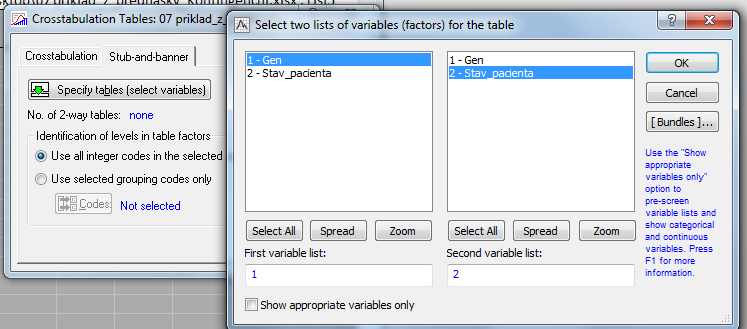 Crosstabulation Tables: 07 priklad_z_
Crosstabulation
Stub-and-banner
Specify tables (select variables)
No. of 2-way tables: none
Identification of levels in table factors
Use all integer codes in the selected
Use selected grouping codes only
Codes:
Not selected
Select two lists of variables (factors) for the table
1 - Gen
2 - Stav_pacienta
1 - Gen
2 - Stav_pacienta
Select All
Spread
Zoom
Select All
Spread
Zoom
First variable list:
Second variable list:
1
2
Show appropriate variables only
OK
Cancel
[ Bundles ]...
Use the "Show
appropriate
variables only"
option to
pre-screen
variable lists and
show categorical
and continuous
variables. Press
F1 for more
information.